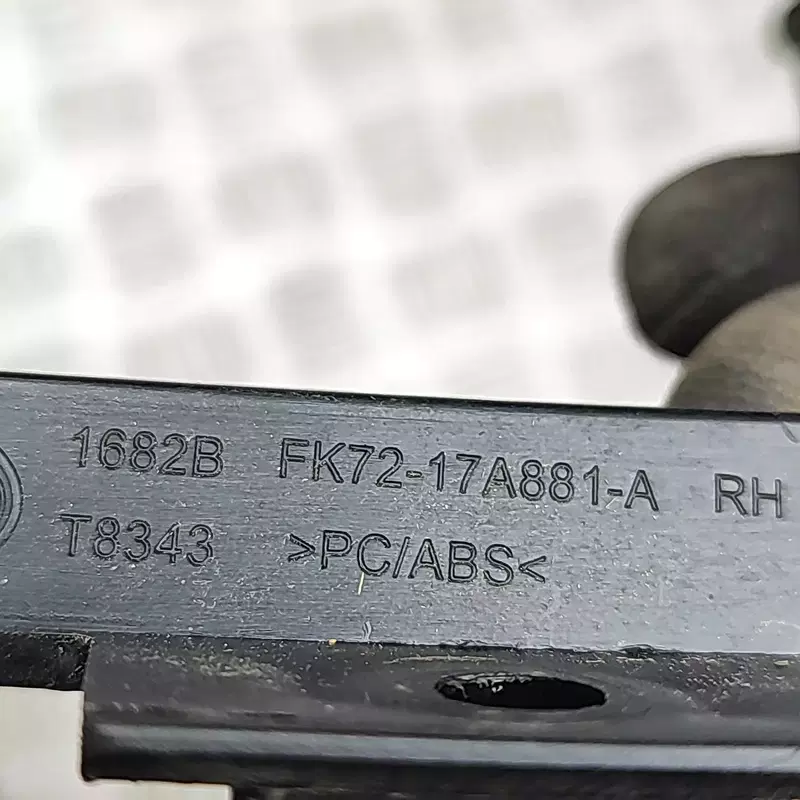 1682B FK72-17A881-A RH
T8343 >PC/ABS<